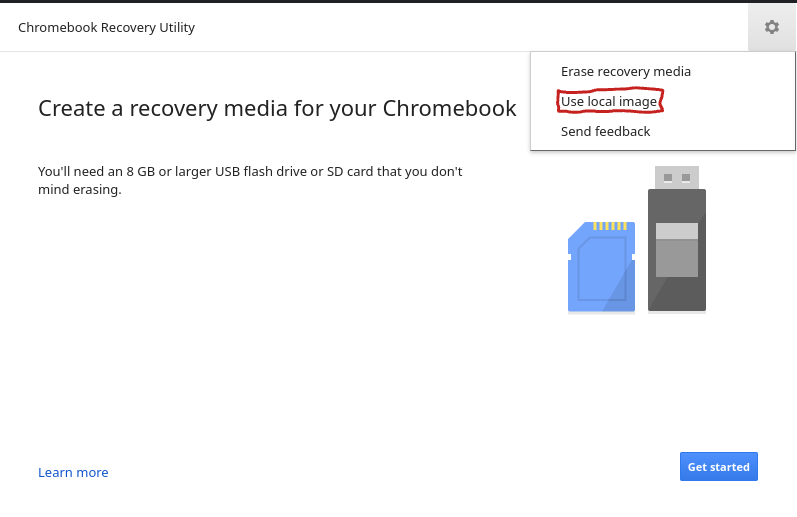 Chromebook Recovery Utility
Erase recovery media
Use local image
Send feedback
Create a recovery media for your Chromebook
You'll need an 8 GB or larger USB flash drive or SD card that you don't
mind erasing.
Learn more
Get started